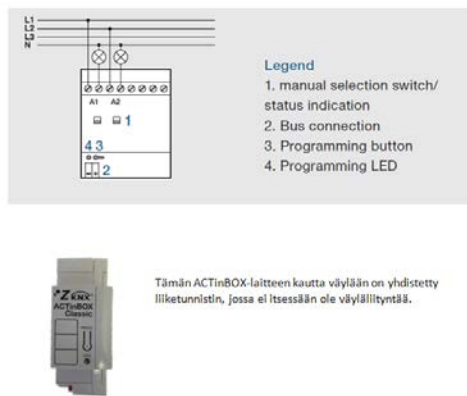 L1
L2
L3
N
A1 A2
1
4 3
2
Legend
1. manual selection switch/
status indication
2. Bus connection
3. Programming button
4. Programming LED
Zennio KNX
ACTinBOX
Classic
Tämän ACTinBOX-laitteen kautta väylään on yhdistetty
liiketunnistin, jossa ei itsessään ole väyläliityntää.